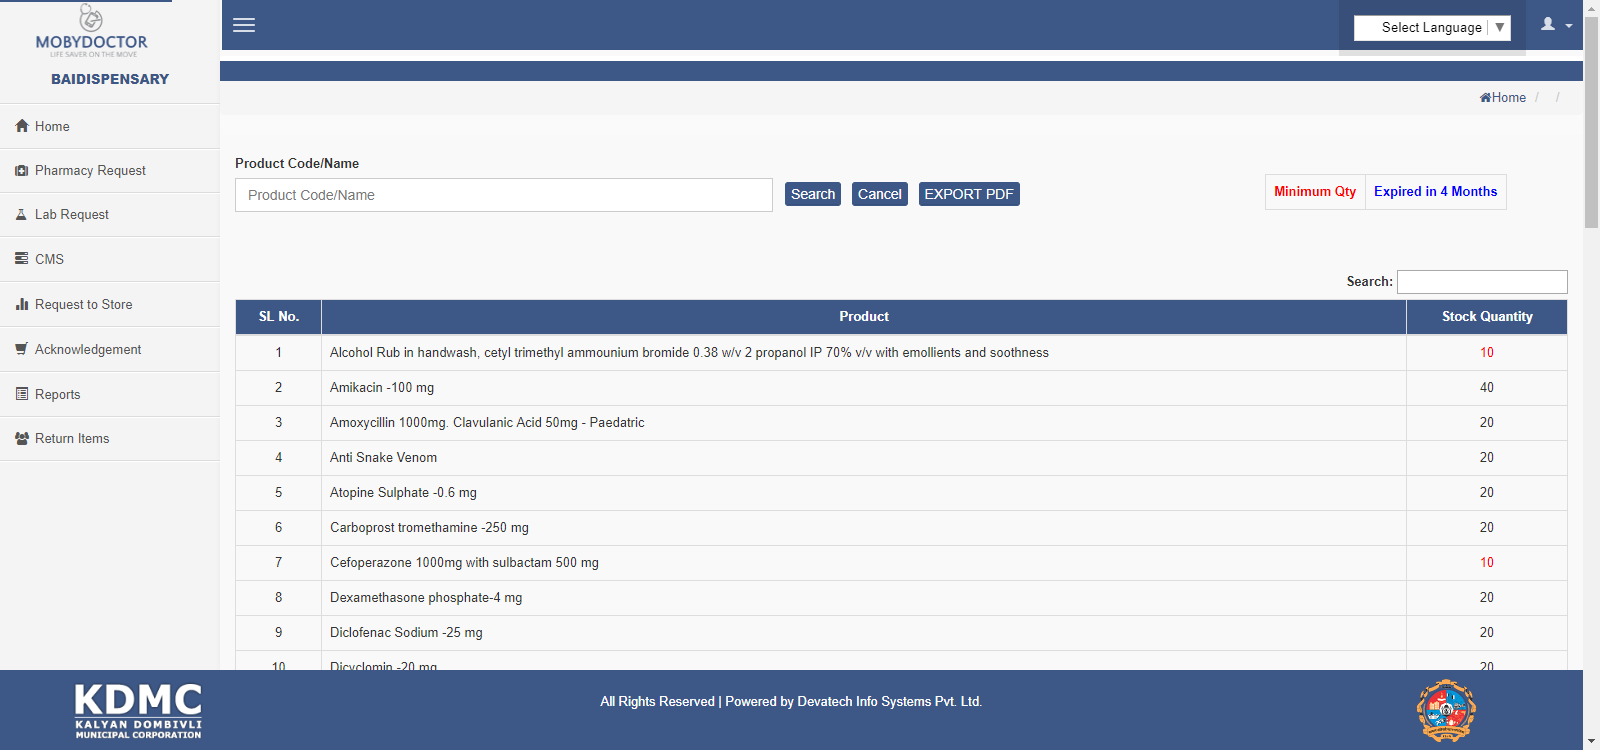 MOBYDOCTOR
LIFE SAVER ON THE MOVE
BAIDISPENSARY
Home
Pharmacy Request
Lab Request
CMS
Request to Store
Acknowledgement
Reports
Return Items
Select Language ▼
Home / /
Product Code/Name
Product Code/Name
Search Cancel EXPORT PDF
Minimum Qty Expired in 4 Months
Search:
SL No. Product Stock Quantity
1 Alcohol Rub in handwash, cetyl trimethyl ammounium bromide 0.38 w/v 2 propanol IP 70% v/v with emollients and soothness 10
2 Amikacin -100 mg 40
3 Amoxycillin 1000mg. Clavulanic Acid 50mg - Paedatric 20
4 Anti Snake Venom 20
5 Atopine Sulphate -0.6 mg 20
6 Carboprost tromethamine -250 mg 20
7 Cefoperazone 1000mg with sulbactam 500 mg 10
8 Dexamethasone phosphate-4 mg 20
9 Diclofenac Sodium -25 mg 20
10 Dicyclomin -20 mg 20
KDMC
KALYAN DOMBIVLI
MUNICIPAL CORPORATION
All Rights Reserved | Powered by Devatech Info Systems Pvt. Ltd.